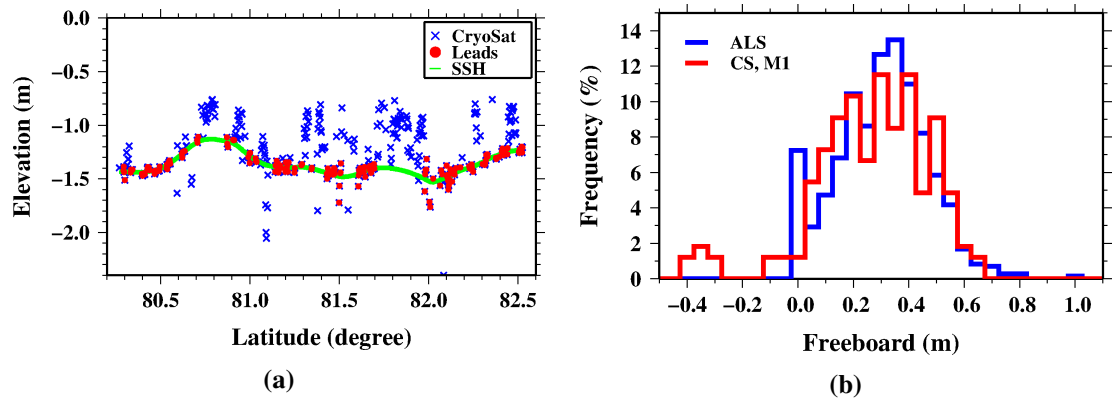 0.0
−0.5
−1.0
−1.5
−2.0
Elevation (m)
CryoSat
Leads
SSH
80.5 81.0 81.5 82.0 82.5
Latitude (degree)
(a)
14
12
10
8
6
4
2
0
Frequency (%)
ALS
CS, M1
−0.4 −0.2 0.0 0.2 0.4 0.6 0.8 1.0
Freeboard (m)
(b)